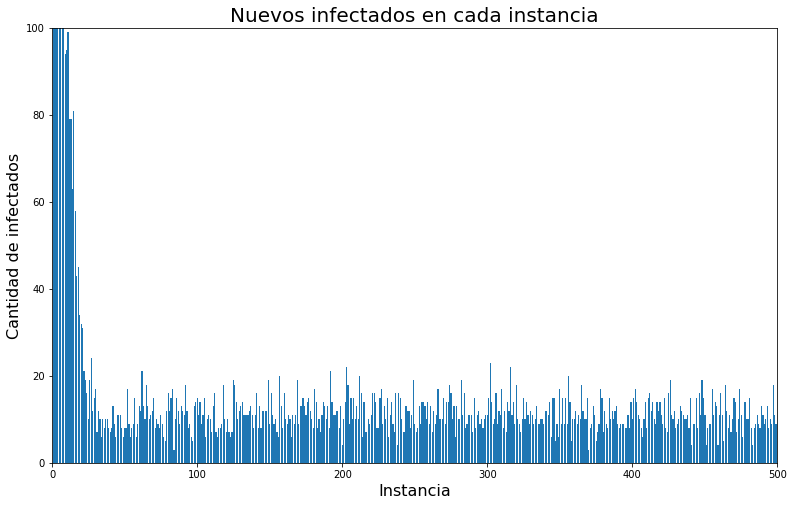 Nuevos infectados en cada instancia
100
80
60
40
20
0
Cantidad de infectados
0 100 200 300 400 500
Instancia